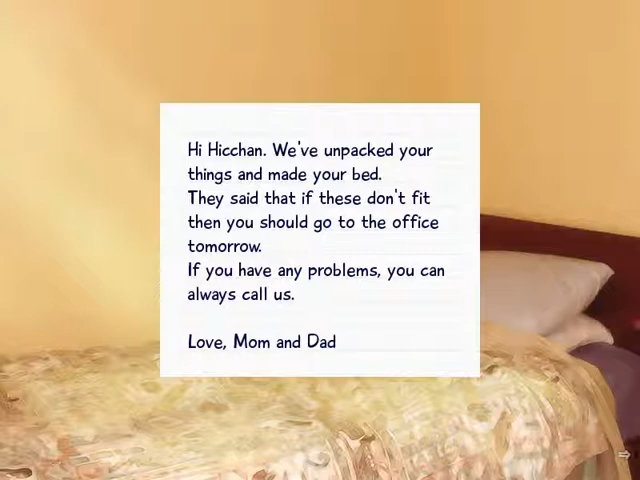 Hi Hicchan. We've unpacked your
things and made your bed.
They said that if these don't fit
then you should go to the office
tomorrow.
If you have any problems, you can
always call us.
Love, Mom and Dad